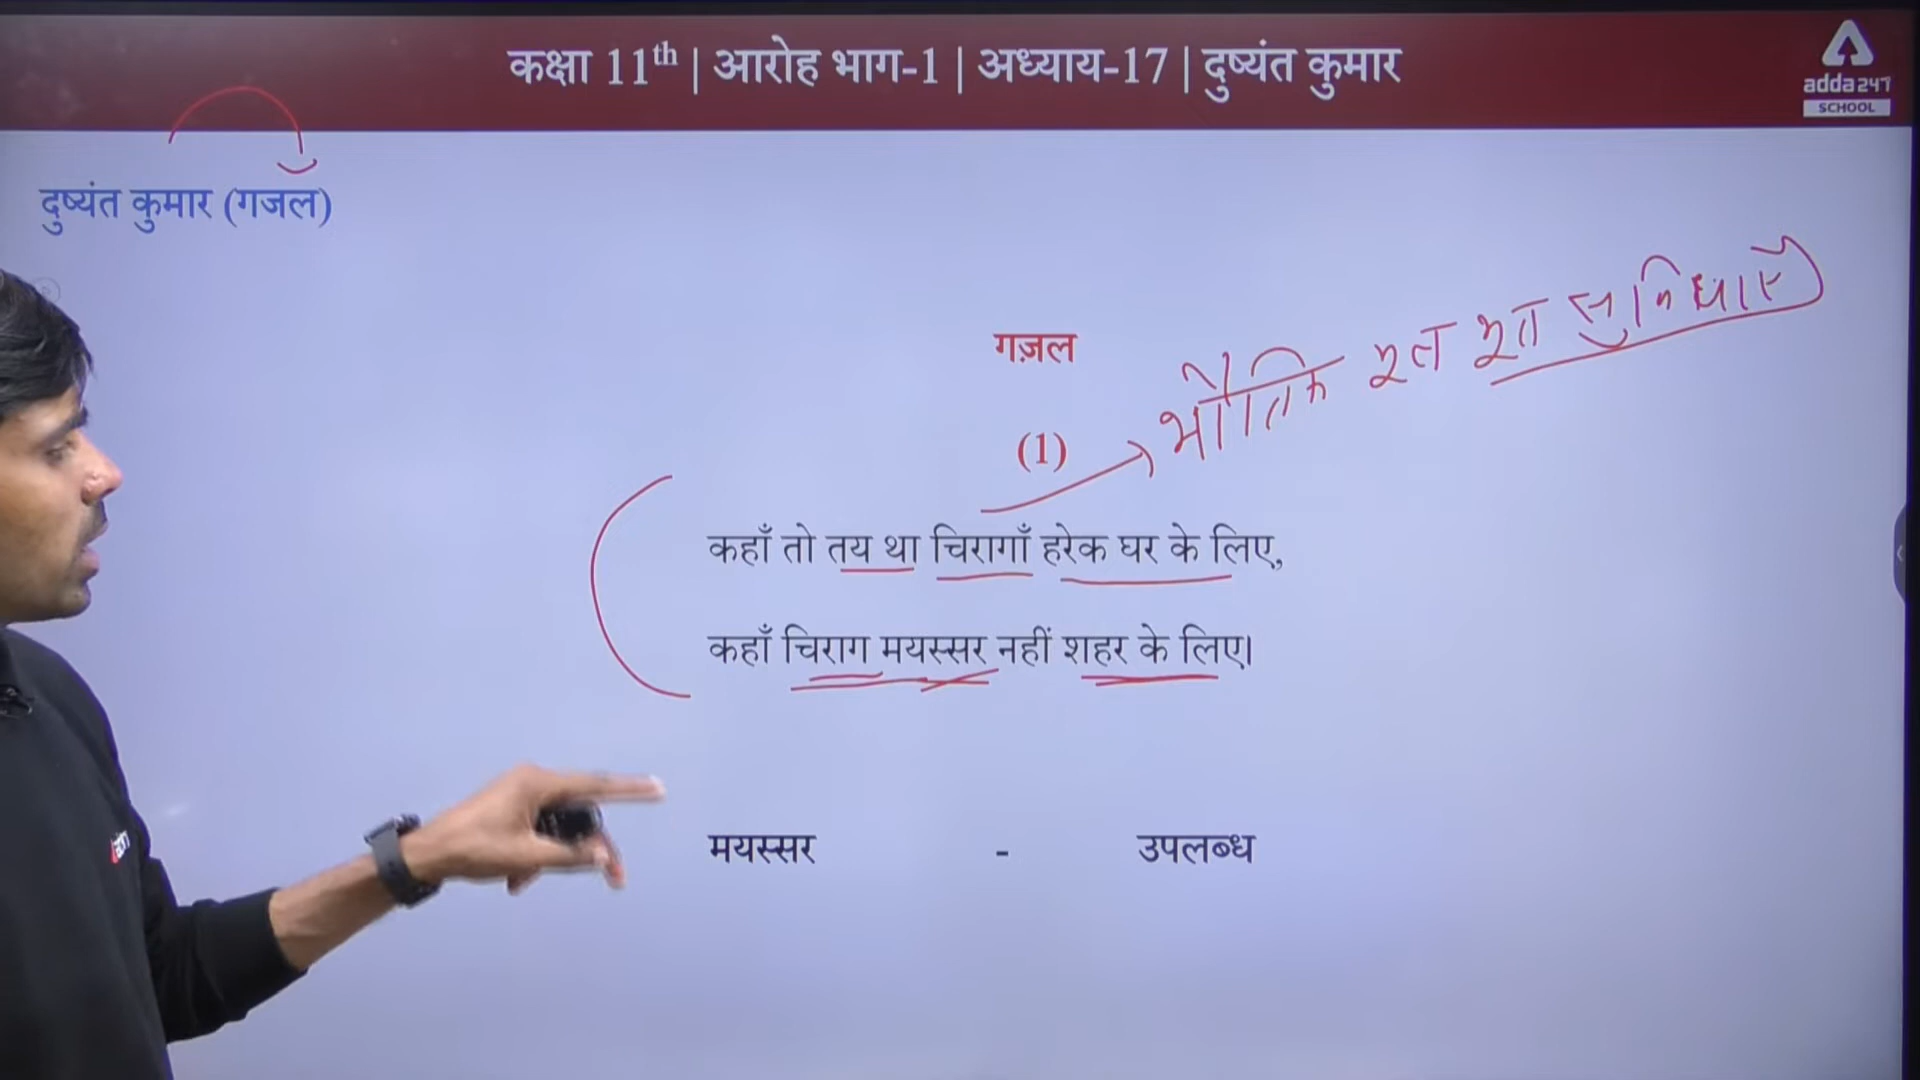 कक्षा 11th | आरोह भाग-1 | अध्याय-17 | दुष्यंत कुमार
adda247
SCHOOL
दुष्यंत कुमार (गजल)
गज़ल
(1)
भौतिक सुविधाएँ
कहाँ तो तय था चिरागाँ हरेक घर के लिए,
कहाँ चिराग मयस्सर नहीं शहर के लिए।
मयस्सर - उपलब्ध